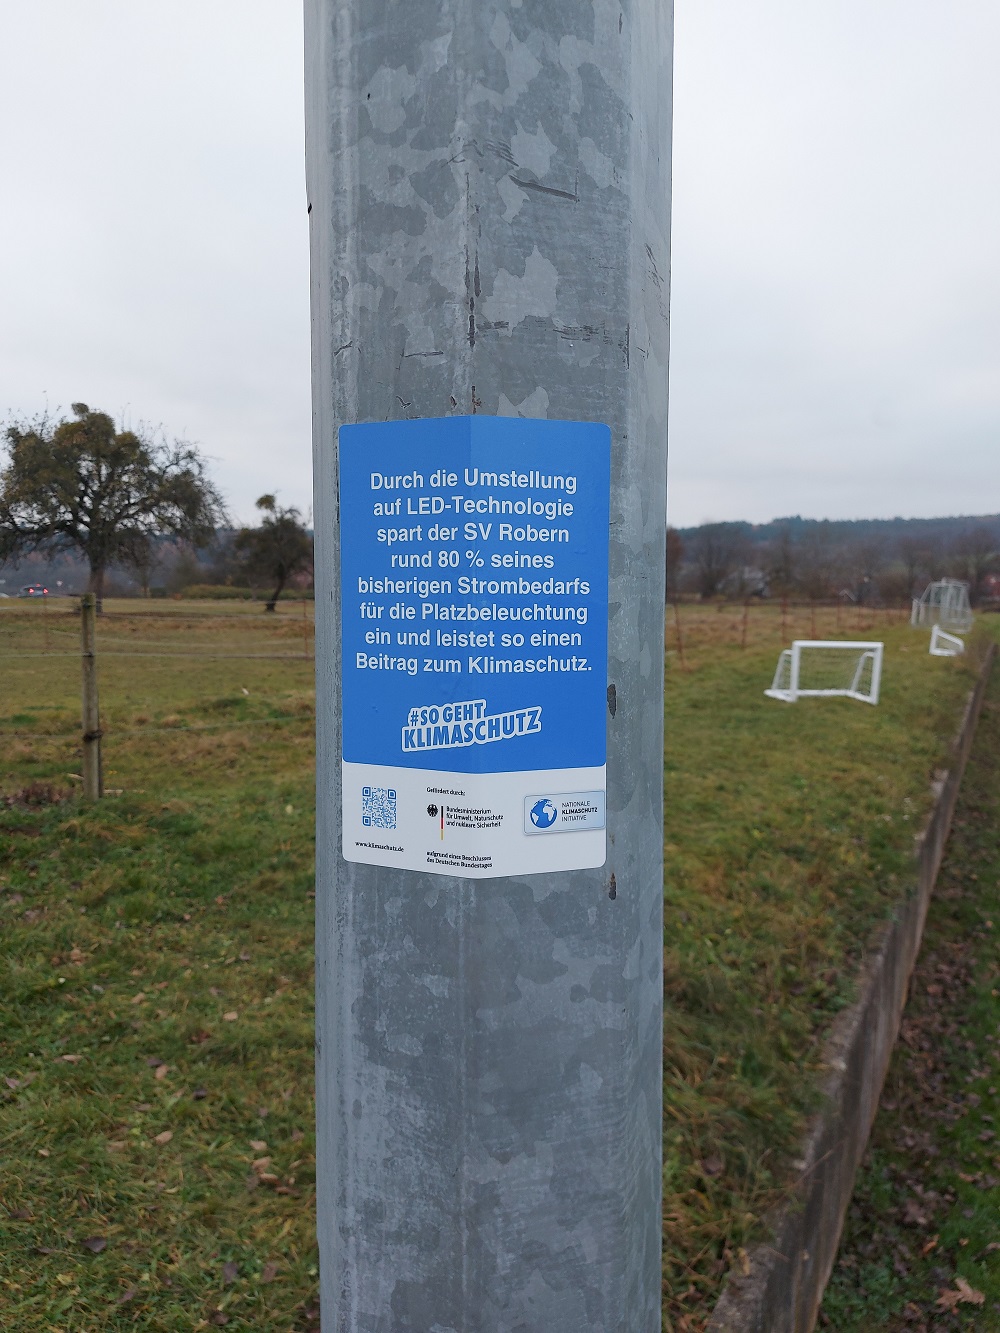 Durch die Umstellung
auf LED-Technologie
spart der SV Robern
rund 80 % seines
bisherigen Strombedarfs
für die Platzbeleuchtung
ein und leistet so einen
Beitrag zum Klimaschutz.
#SO GEHT
KLIMASCHUTZ
Gefördert durch:
Bundesministerium
für Umwelt, Naturschutz
und nukleare Sicherheit
NATIONALE
KLIMASCHUTZ
INITIATIVE
www.klimaschutz.de
aufgrund eines Beschlusses
des Deutschen Bundestages